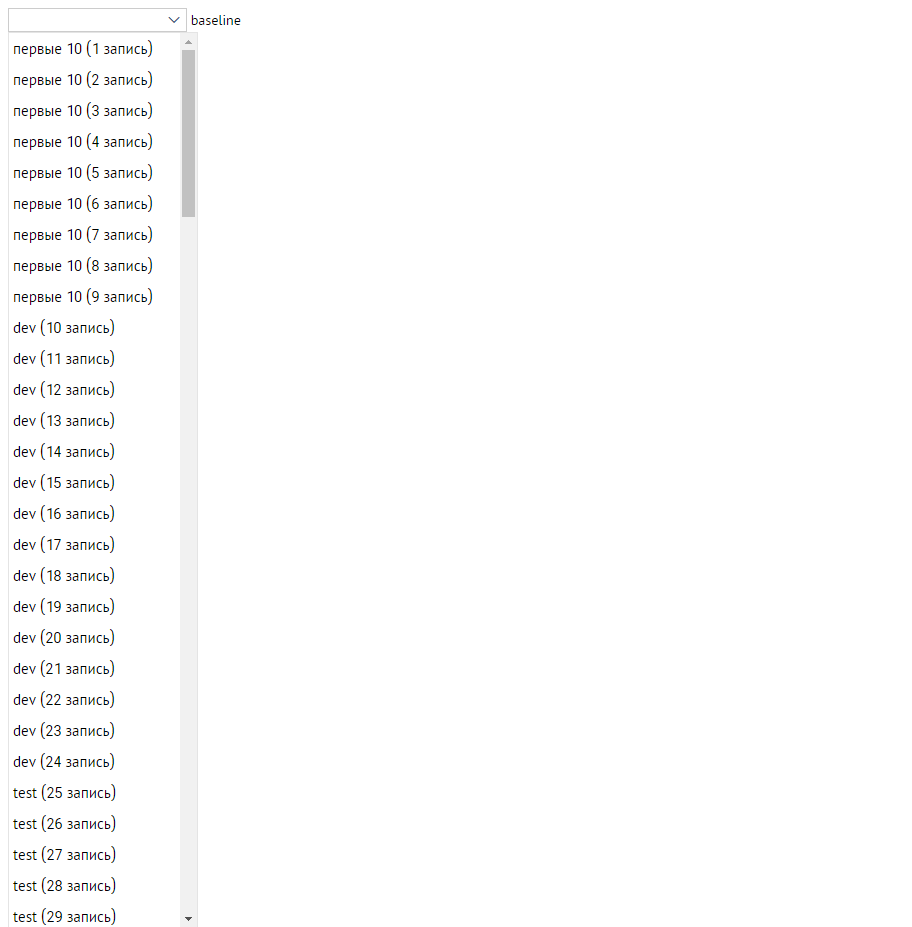 baseline
первые 10 (1 запись)
первые 10 (2 запись)
первые 10 (3 запись)
первые 10 (4 запись)
первые 10 (5 запись)
первые 10 (6 запись)
первые 10 (7 запись)
первые 10 (8 запись)
первые 10 (9 запись)
dev (10 запись)
dev (11 запись)
dev (12 запись)
dev (13 запись)
dev (14 запись)
dev (15 запись)
dev (16 запись)
dev (17 запись)
dev (18 запись)
dev (19 запись)
dev (20 запись)
dev (21 запись)
dev (22 запись)
dev (23 запись)
dev (24 запись)
test (25 запись)
test (26 запись)
test (27 запись)
test (28 запись)
test (29 запись)